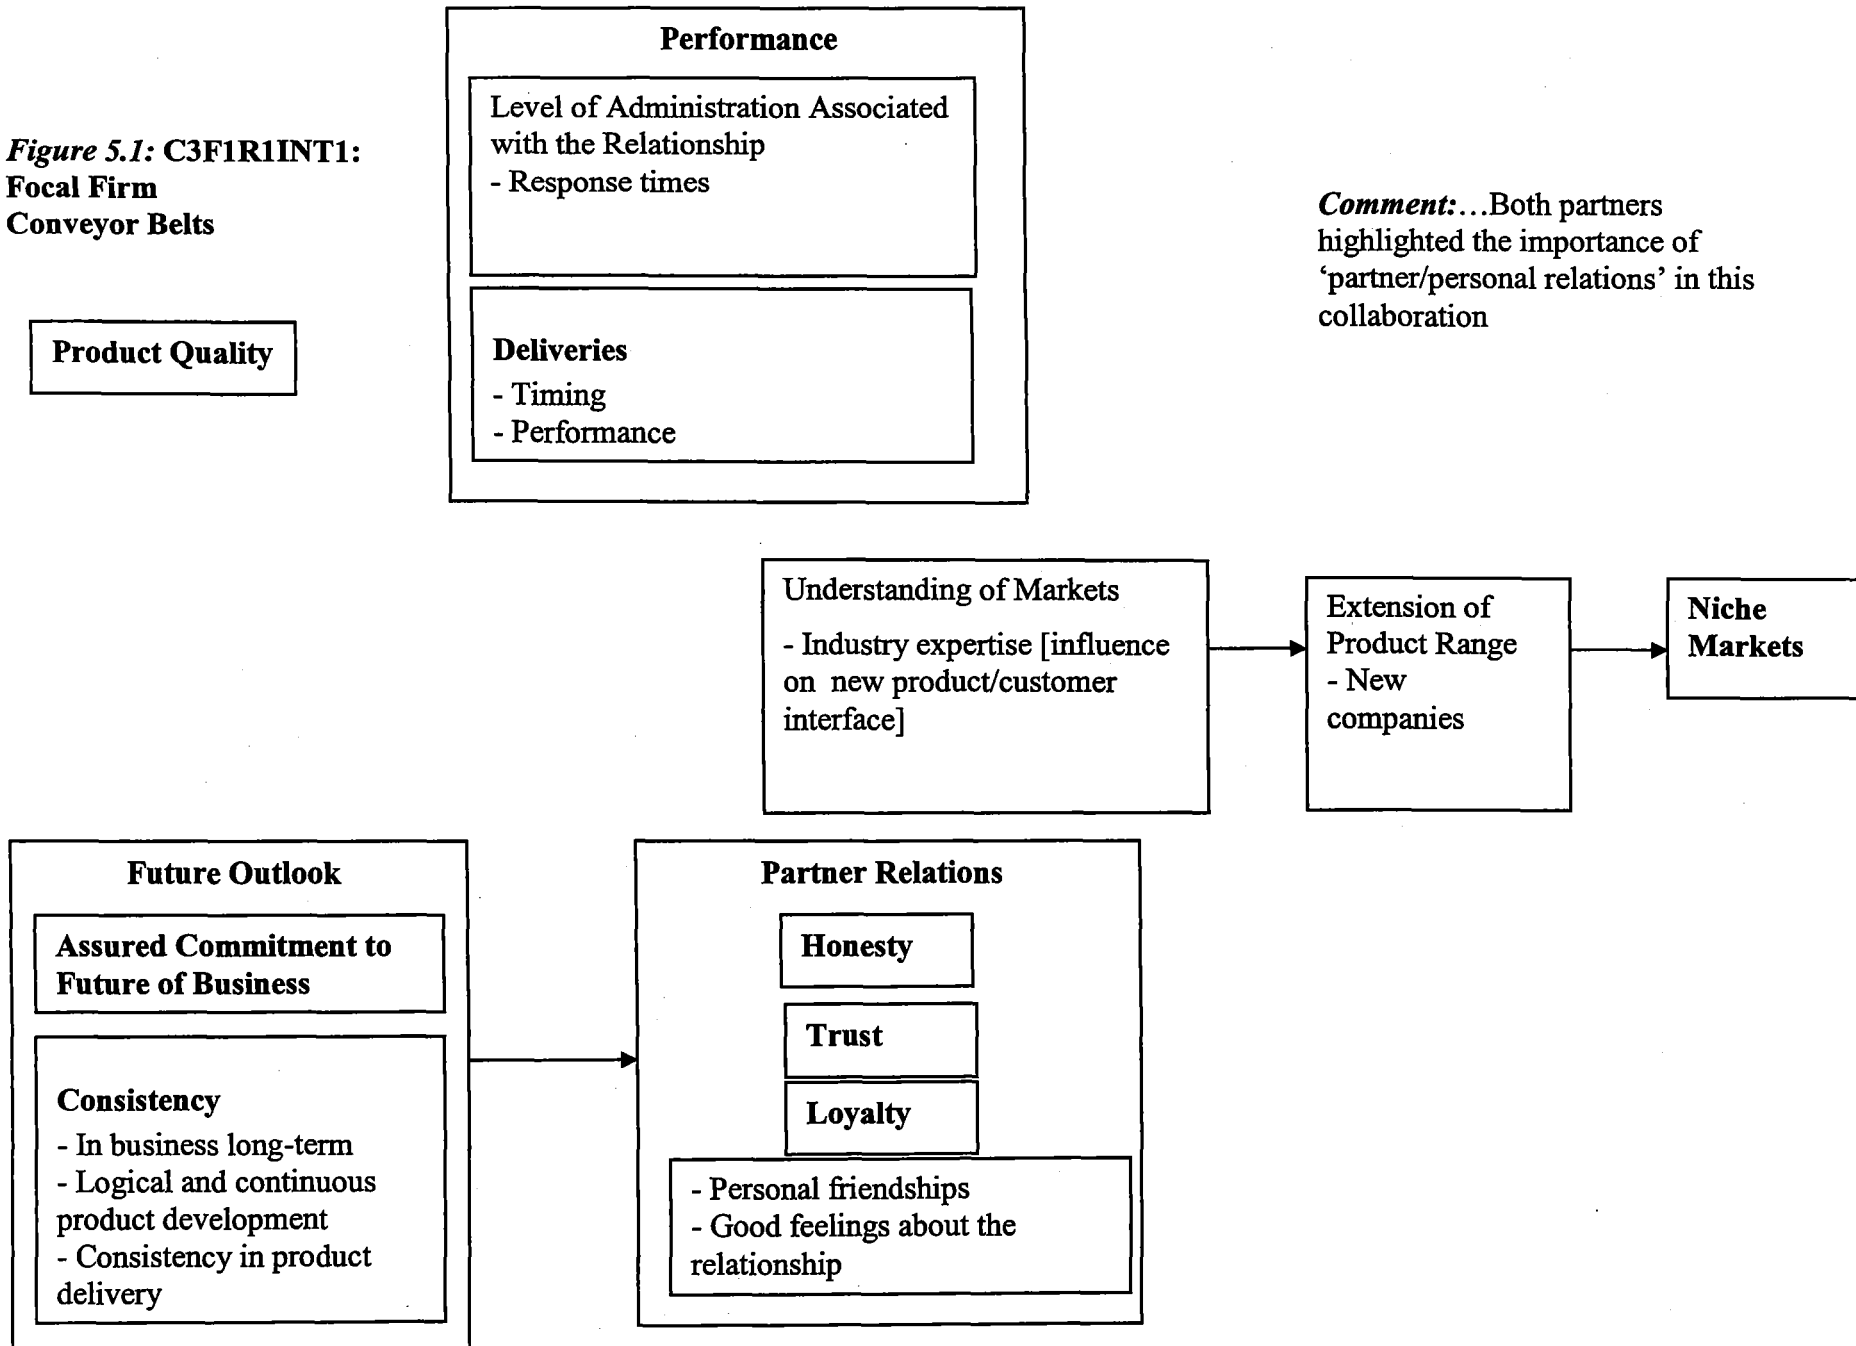 Performance
Level of Administration Associated
with the Relationship
- Response times
Figure 5.1: C3F1R1INT1:
Focal Firm
Conveyor Belts
Comment:…Both partners
highlighted the importance of
‘partner/personal relations’ in this
collaboration
Product Quality
Deliveries
- Timing
- Performance
Understanding of Markets
- Industry expertise [influence
on new product/customer
interface]
Extension of
Product Range
- New
companies
Niche
Markets
Future Outlook
Assured Commitment to
Future of Business
Consistency
- In business long-term
- Logical and continuous
product development
- Consistency in product
delivery
Partner Relations
Honesty
Trust
Loyalty
- Personal friendships
- Good feelings about the
relationship